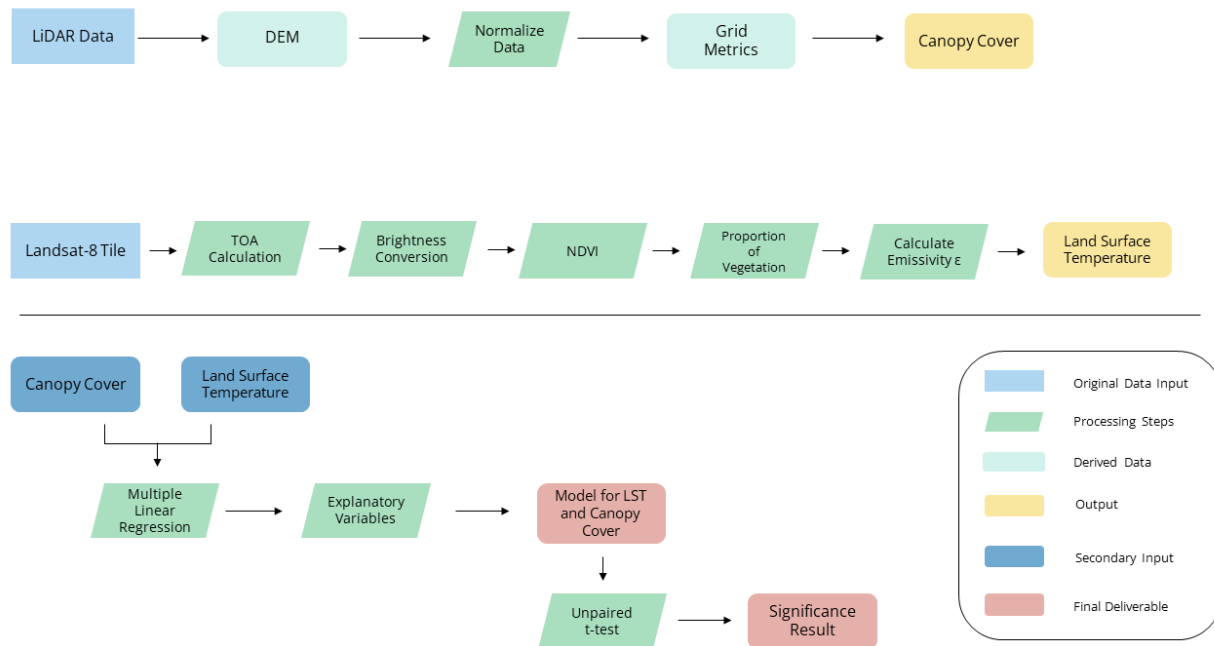 LiDAR Data
DEM
Normalize
Data
Grid
Metrics
Canopy Cover
Landsat-8 Tile
TOA
Calculation
Brightness
Conversion
NDVI
Proportion
of
Vegetation
Calculate
Emissivity ε
Land Surface
Temperature
Canopy Cover
Land Surface
Temperature
Multiple
Linear
Regression
Explanatory
Variables
Model for LST
and Canopy
Cover
Unpaired
t-test
Significance
Result
Original Data Input
Processing Steps
Derived Data
Output
Secondary Input
Final Deliverable